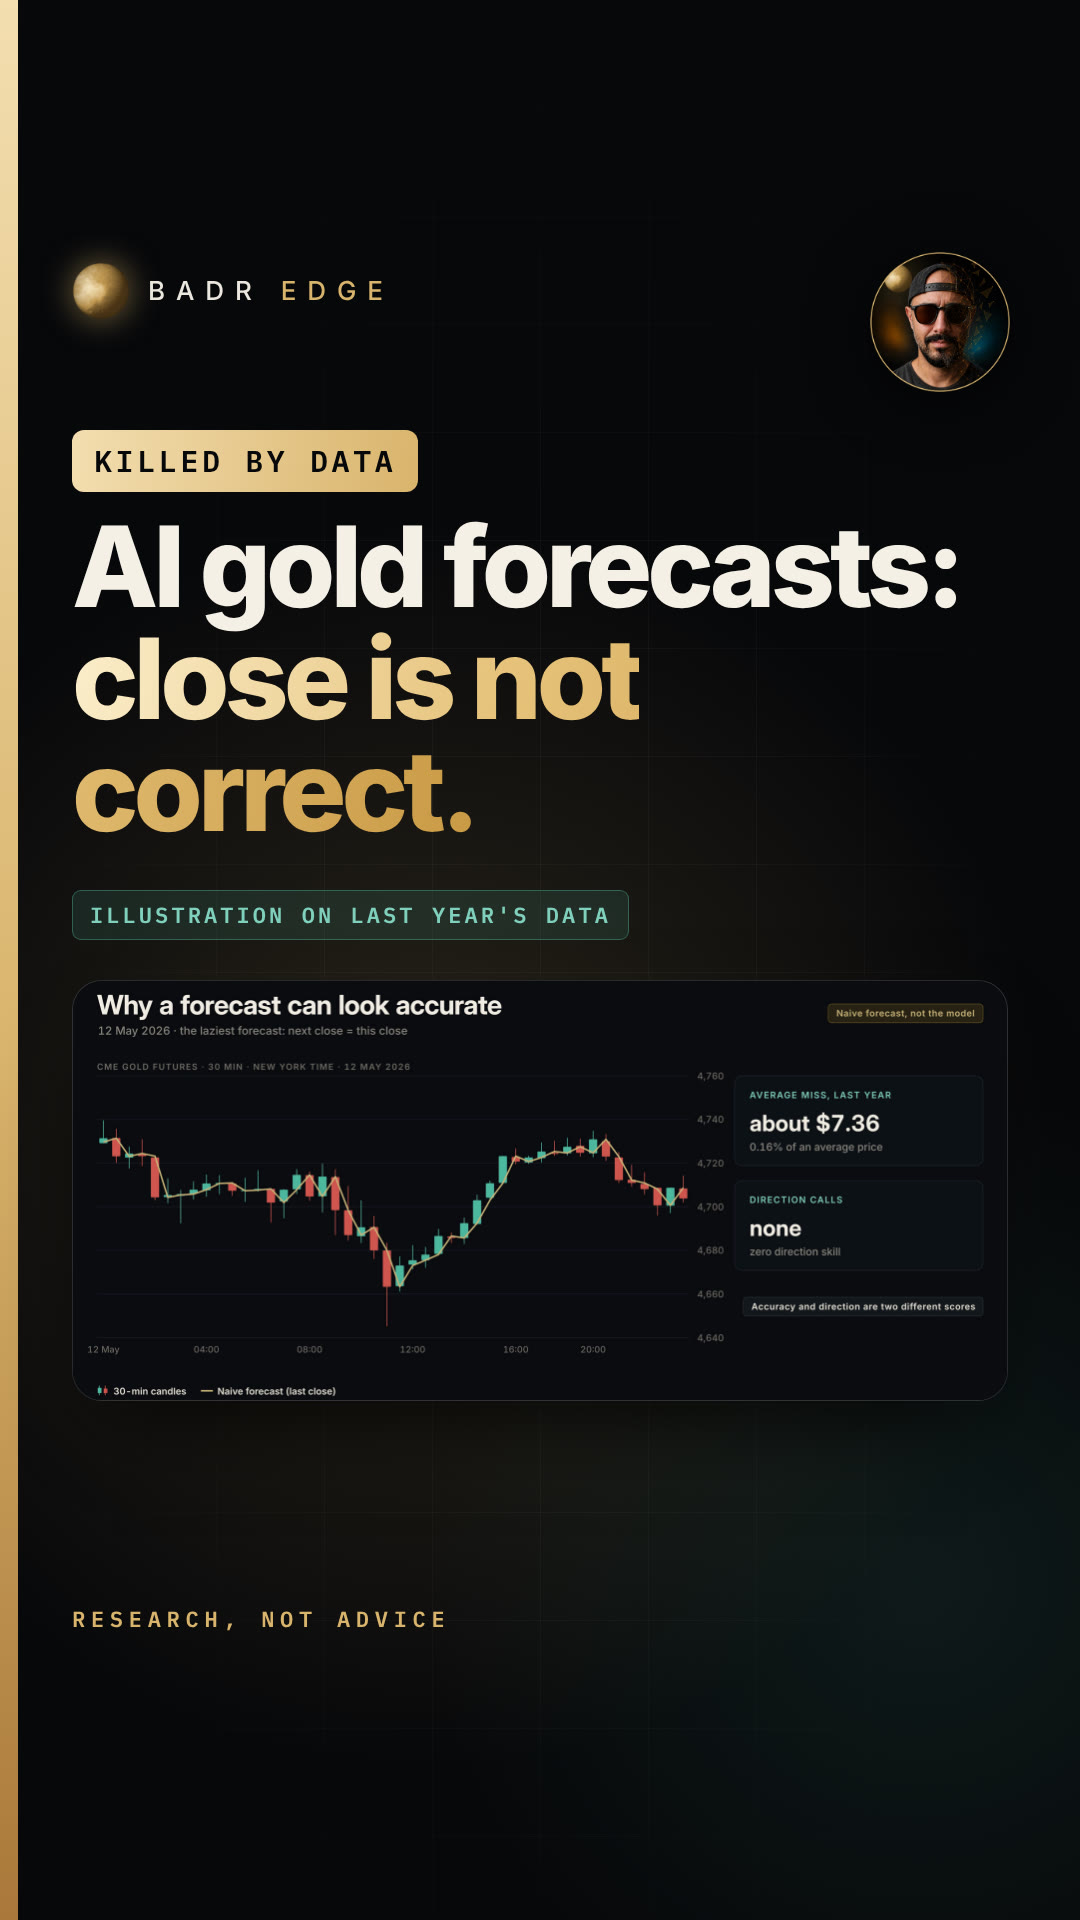 BADR EDGE
KILLED BY DATA
AI gold forecasts:
close is not
correct.
ILLUSTRATION ON LAST YEAR'S DATA
Why a forecast can look accurate
12 May 2026 · the laziest forecast: next close = this close
Naive forecast, not the model
CME GOLD FUTURES · 30 MIN · NEW YORK TIME · 12 MAY 2026
4,760
4,740
4,720
4,700
4,680
4,660
4,640
12 May 04:00 08:00 12:00 16:00 20:00
30-min candles Naive forecast (last close)
AVERAGE MISS, LAST YEAR
about $7.36
0.16% of an average price
DIRECTION CALLS
none
zero direction skill
Accuracy and direction are two different scores
RESEARCH, NOT ADVICE